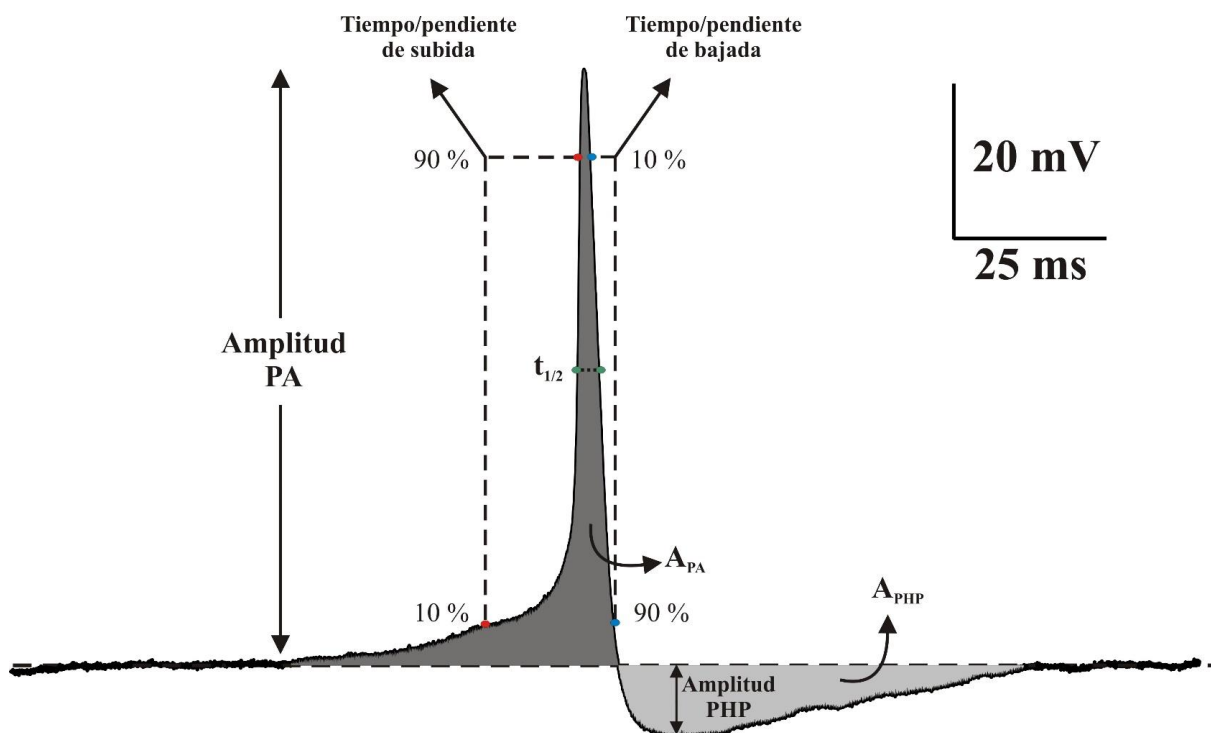 Tiempo/pendiente
de subida
Tiempo/pendiente
de bajada
90 %
10 %
20 mV
25 ms
Amplitud
PA
t1/2
APA
10 %
90 %
APHP
Amplitud
PHP